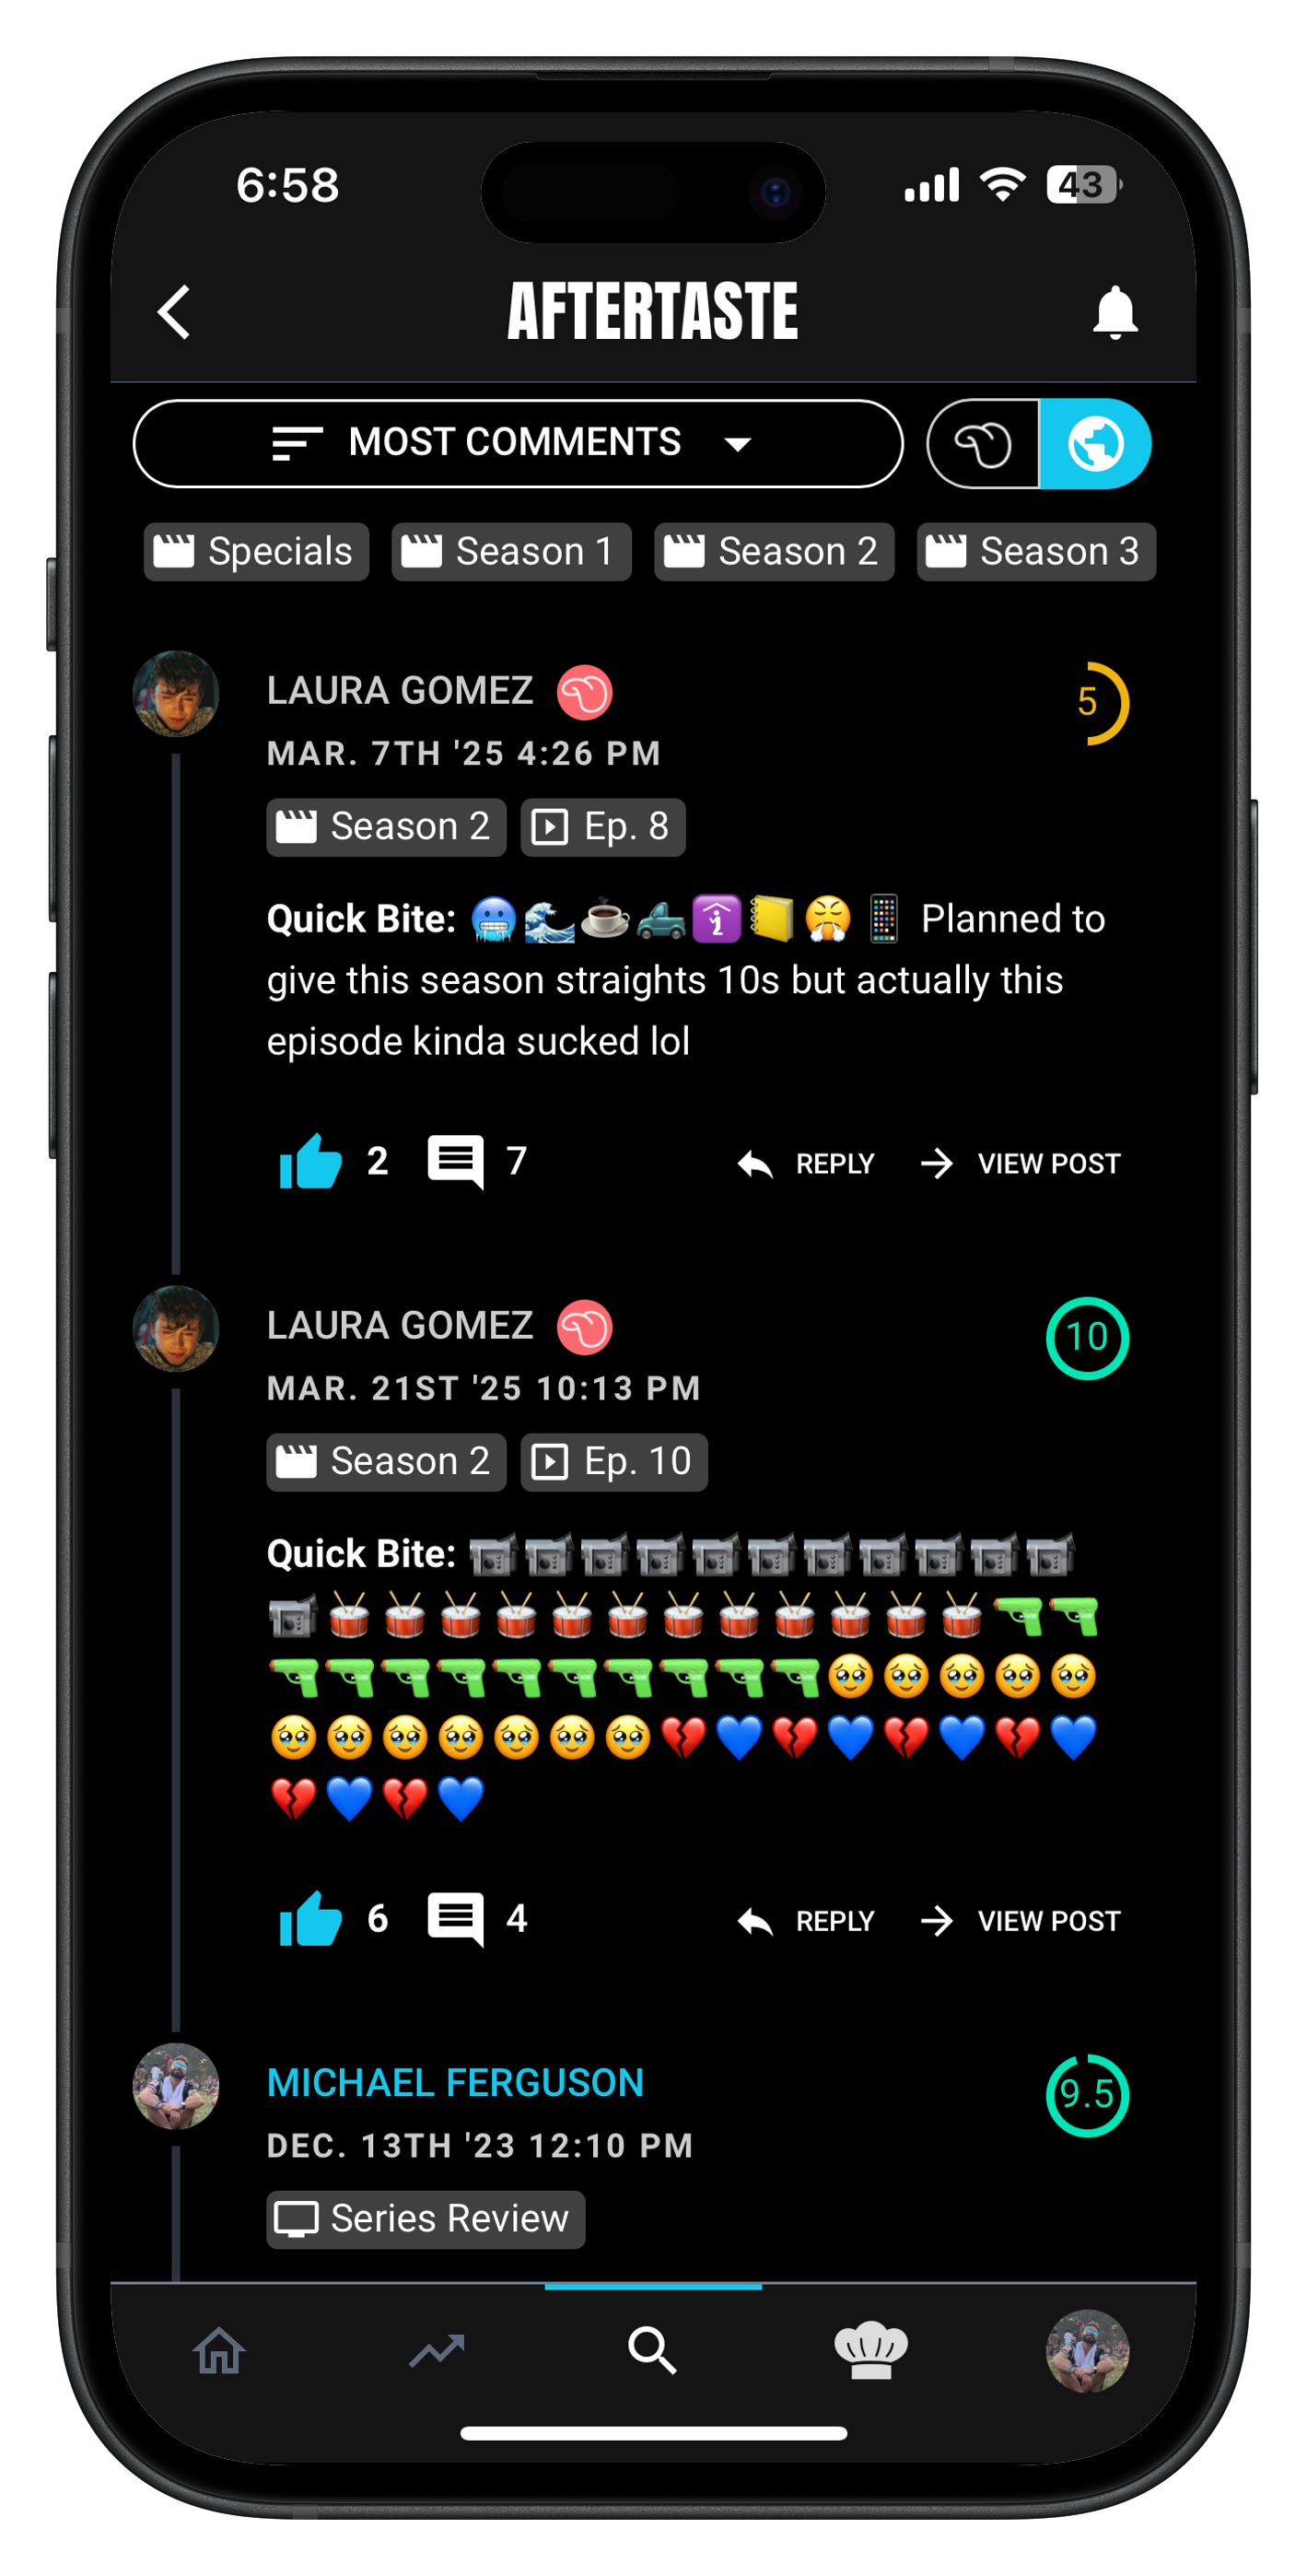 6:58
43
AFTERTASTE
MOST COMMENTS
Specials Season 1 Season 2 Season 3
LAURA GOMEZ
5
MAR. 7TH '25 4:26 PM
Season 2 Ep. 8
Quick Bite: 🥶🌊☕🛻🛐📒😤📱 Planned to
give this season straights 10s but actually this
episode kinda sucked lol
2 7 REPLY VIEW POST
LAURA GOMEZ
10
MAR. 21ST '25 10:13 PM
Season 2 Ep. 10
Quick Bite: 📹📹📹📹📹📹📹📹📹📹📹
📹🥁🥁🥁🥁🥁🥁🥁🥁🥁🥁🥁🥁🔫🔫
🔫🔫🔫🔫🔫🔫🔫🔫🔫🔫🥹🥹🥹🥹🥹
🥹🥹🥹🥹🥹🥹🥹💔💙💔💙💔💙💔💙
💔💙💔💙
6 4 REPLY VIEW POST
MICHAEL FERGUSON
9.5
DEC. 13TH '23 12:10 PM
Series Review